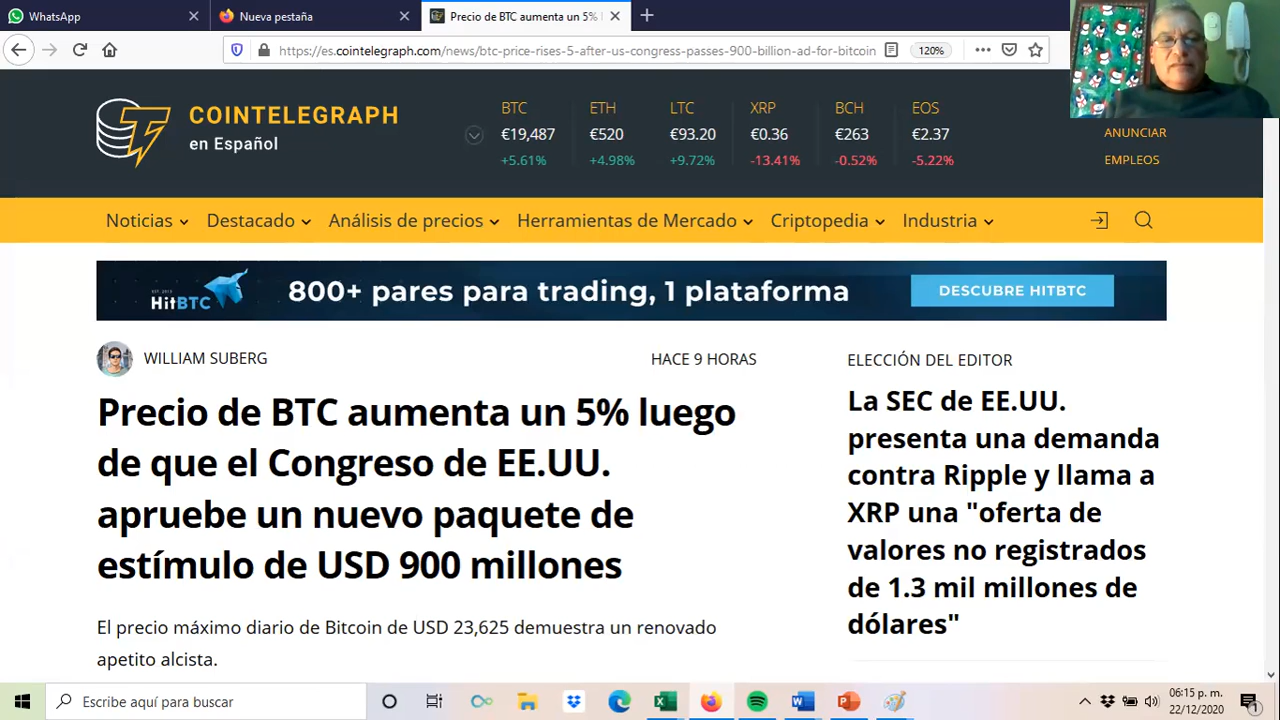 WhatsApp
Nueva pestaña
Precio de BTC aumenta un 5%
https://es.cointelegraph.com/news/btc-price-rises-5-after-us-congress-passes-900-billion-ad-for-bitcoin
120%
COINTELEGRAPH
en Español
BTC ETH LTC XRP BCH EOS
€19,487 €520 €93.20 €0.36 €263 €2.37
+5.61% +4.98% +9.72% -13.41% -0.52% -5.22%
ANUNCIAR
EMPLEOS
Noticias Destacado Análisis de precios Herramientas de Mercado Criptopedia Industria
HitBTC
800+ pares para trading, 1 plataforma
DESCUBRE HITBTC
WILLIAM SUBERG
HACE 9 HORAS
Precio de BTC aumenta un 5% luego
de que el Congreso de EE.UU.
apruebe un nuevo paquete de
estímulo de USD 900 millones
El precio máximo diario de Bitcoin de USD 23,625 demuestra un renovado
apetito alcista.
ELECCIÓN DEL EDITOR
La SEC de EE.UU.
presenta una demanda
contra Ripple y llama a
XRP una "oferta de
valores no registrados
de 1.3 mil millones de
dólares"
Escribe aquí para buscar
06:15 p. m.
22/12/2020